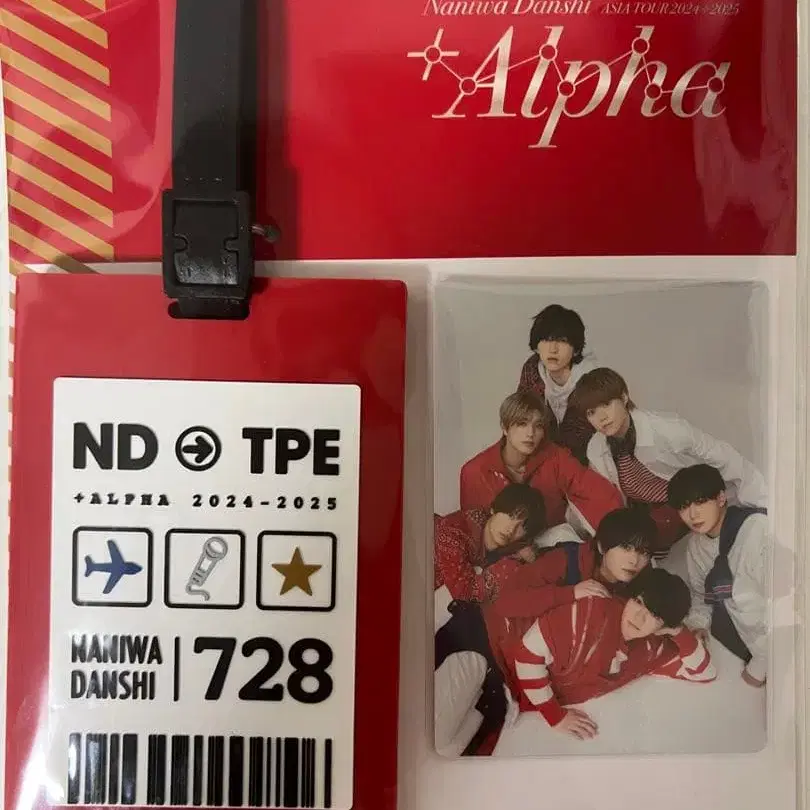 Naniwa Danshi ASIA TOUR 2024+2025
+Alpha
ND → TPE
+ALPHA 2024-2025
NANIWA
DANSHI | 728